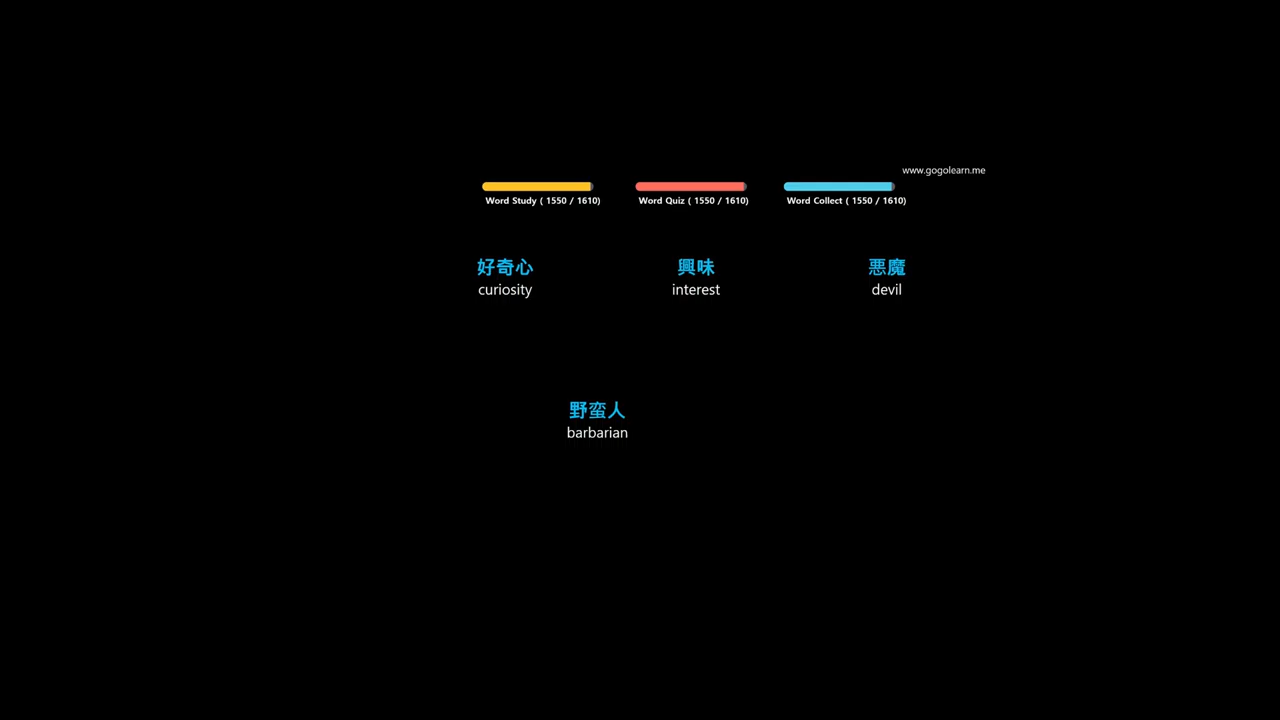 www.gogolearn.me
Word Study ( 1550 / 1610)
Word Quiz ( 1550 / 1610)
Word Collect ( 1550 / 1610)
好奇心
curiosity
興味
interest
悪魔
devil
野蛮人
barbarian